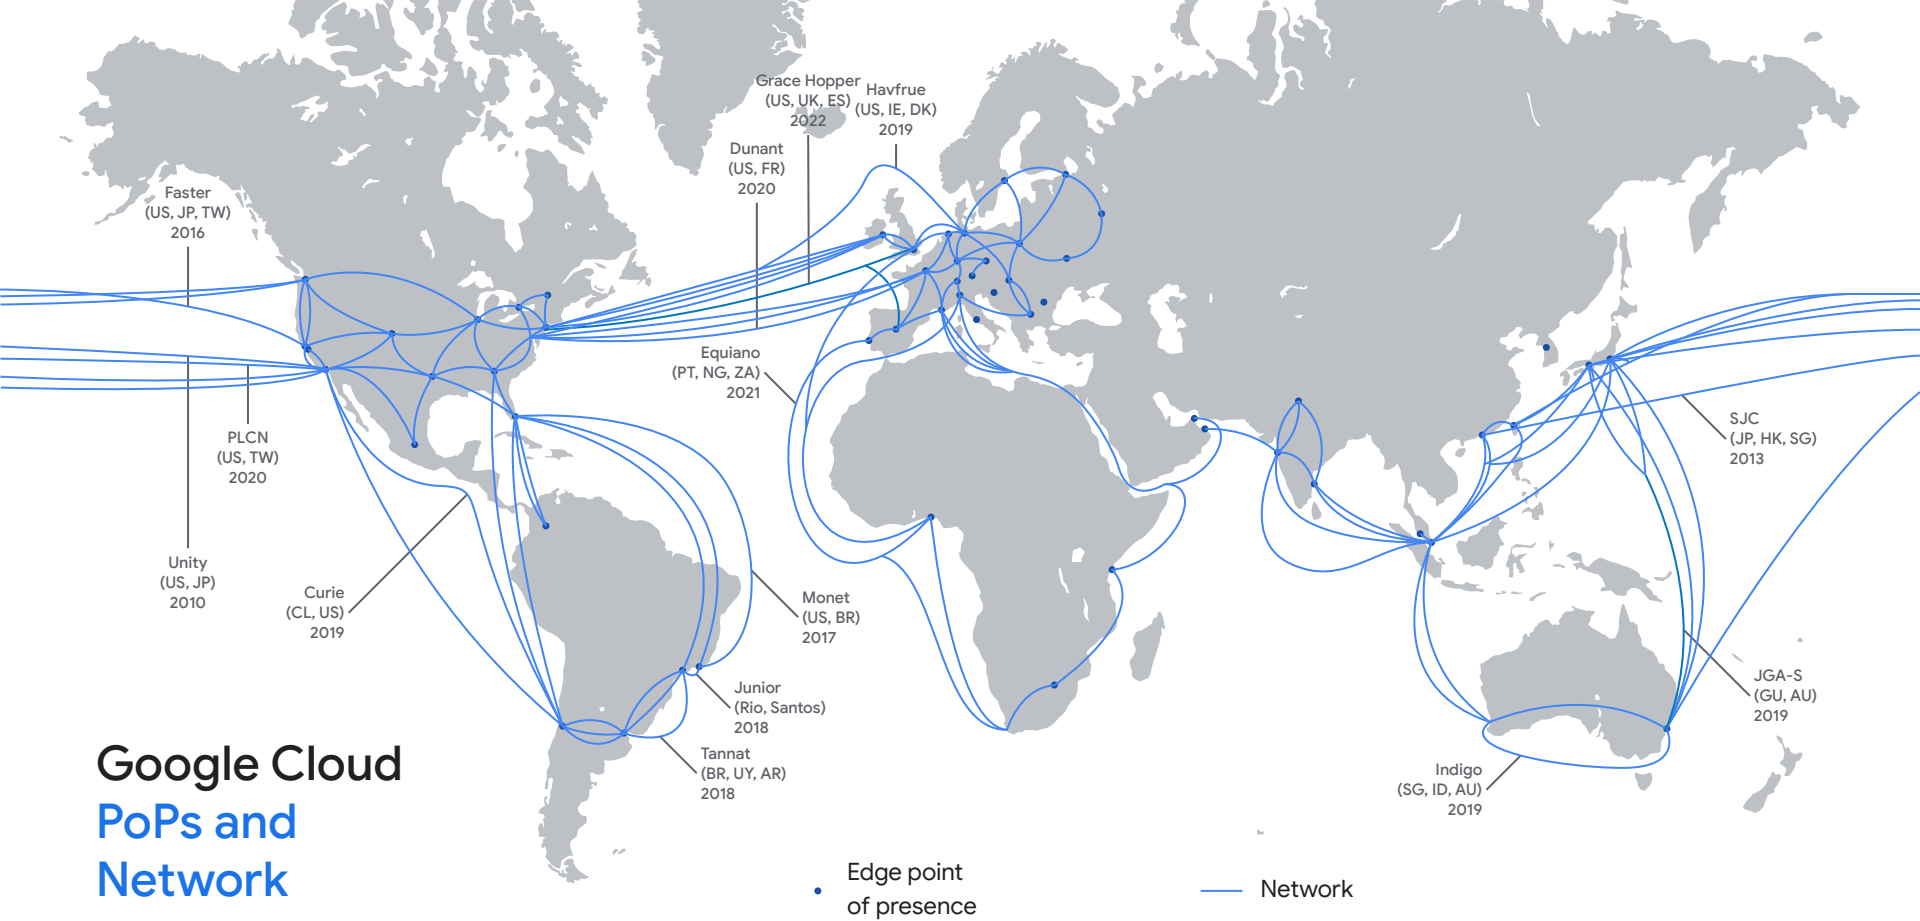 Grace Hopper
(US, UK, ES)
2022
Havfrue
(US, IE, DK)
2019
Dunant
(US, FR)
2020
Faster
(US, JP, TW)
2016
Equiano
(PT, NG, ZA)
2021
PLCN
(US, TW)
2020
SJC
(JP, HK, SG)
2013
Unity
(US, JP)
2010
Curie
(CL, US)
2019
Monet
(US, BR)
2017
Junior
(Rio, Santos)
2018
JGA-S
(GU, AU)
2019
Tannat
(BR, UY, AR)
2018
Indigo
(SG, ID, AU)
2019
Google Cloud
PoPs and
Network
Edge point
of presence
Network